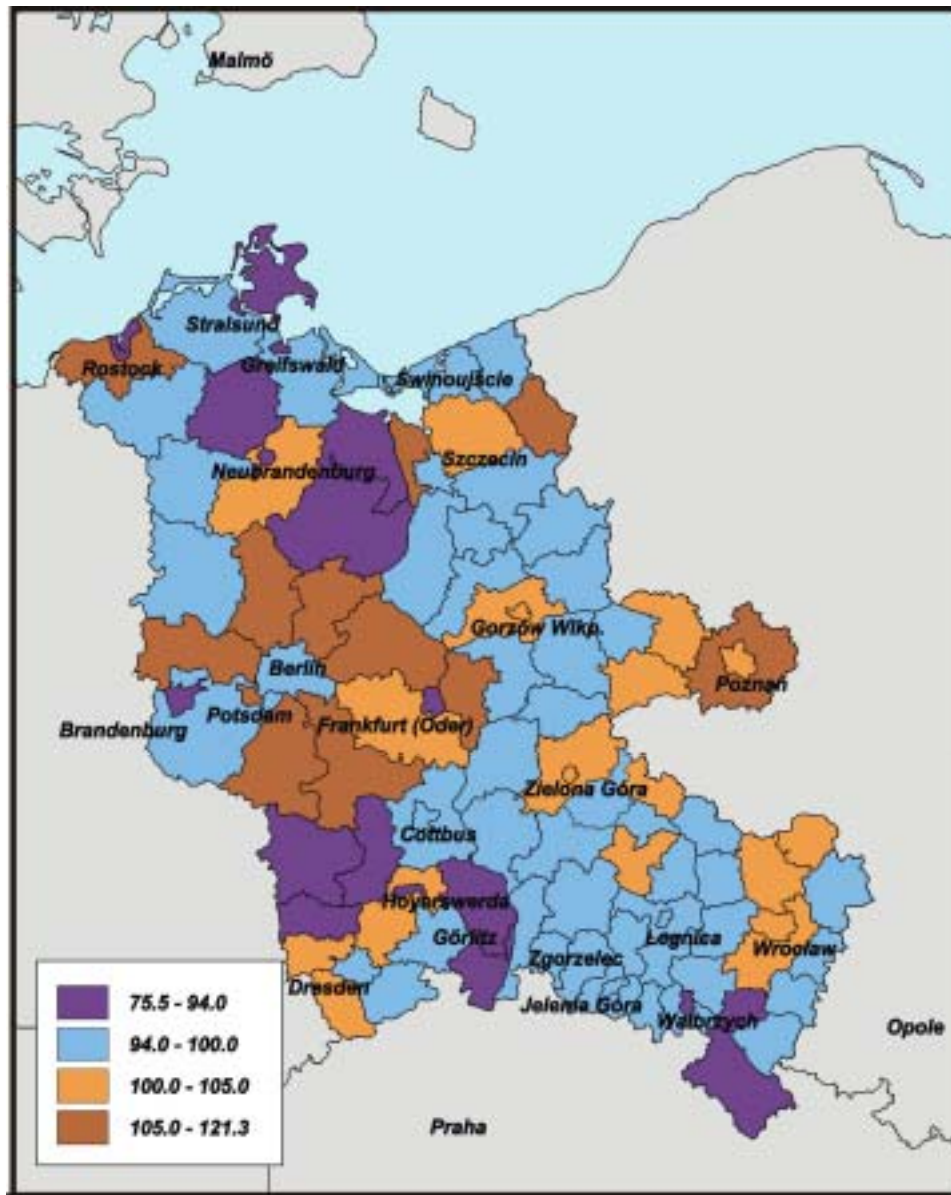 Malmö
Stralsund
Rostock
Greifswald
Świnoujście
Szczecin
Neubrandenburg
Gorzów Wlkp.
Berlin
Poznań
Potsdam
Brandenburg
Frankfurt (Oder)
Zielona Góra
Cottbus
Hoyerswerda
Görlitz
Legnica
Wrocław
Zgorzelec
Dresden
Jelenia Góra
Wałbrzych
Opole
75.5 - 94.0
94.0 - 100.0
100.0 - 105.0
105.0 - 121.3
Praha